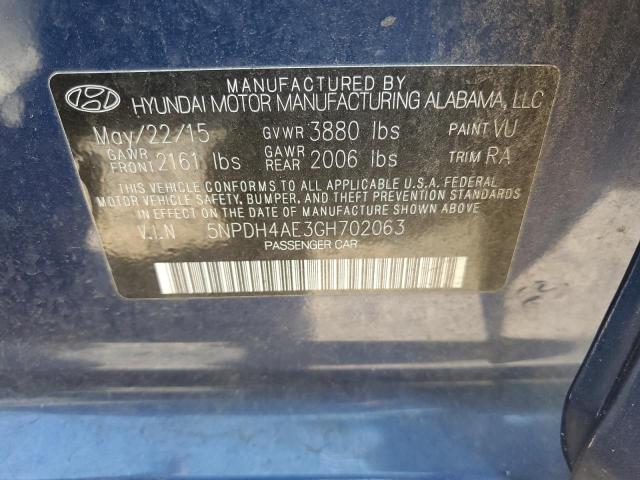 MANUFACTURED BY
HYUNDAI MOTOR MANUFACTURING ALABAMA, LLC
May/22/15 GVWR 3880 lbs PAINT VU
GAWR FRONT 2161 lbs GAWR REAR 2006 lbs TRIM RA
THIS VEHICLE CONFORMS TO ALL APPLICABLE U.S.A. FEDERAL
MOTOR VEHICLE SAFETY, BUMPER, AND THEFT PREVENTION STANDARDS
IN EFFECT ON THE DATE OF MANUFACTURE SHOWN ABOVE.
V.I.N 5NPDH4AE3GH702063
PASSENGER CAR